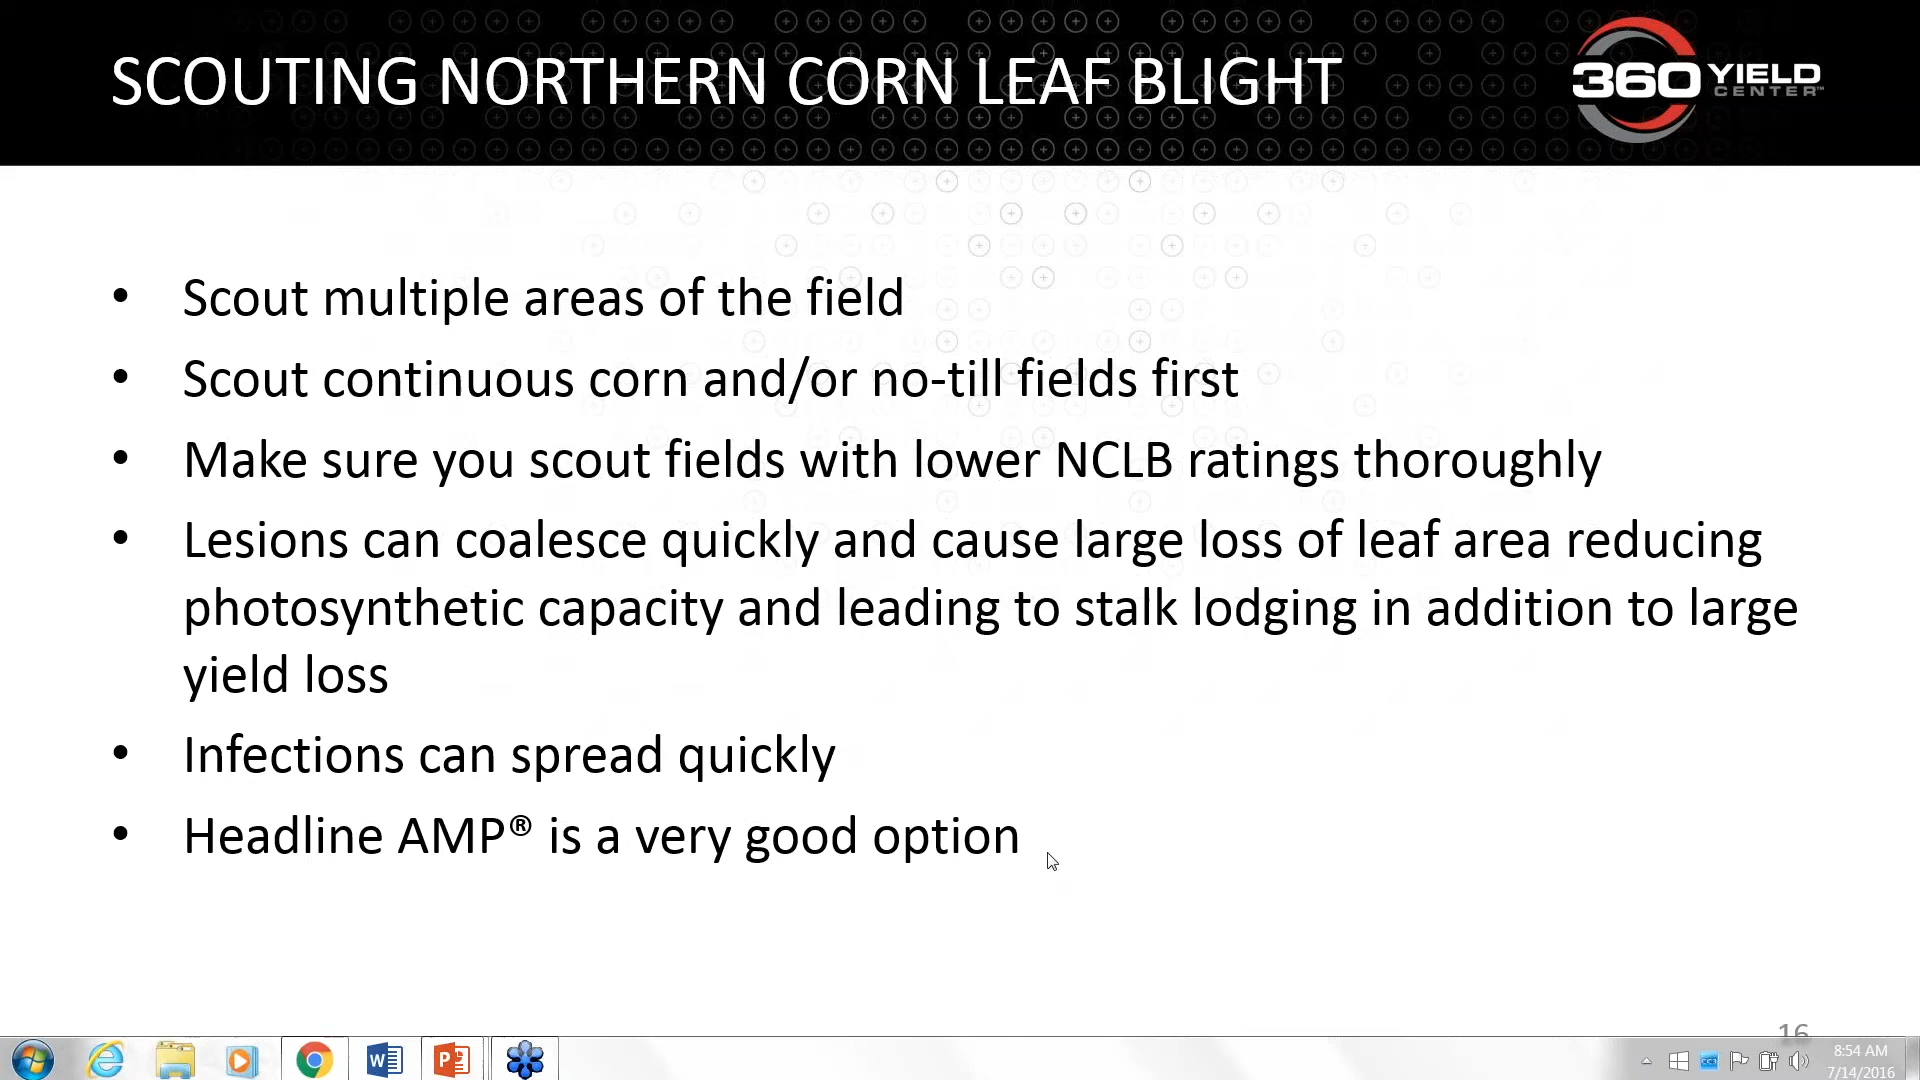 SCOUTING NORTHERN CORN LEAF BLIGHT
360 YIELD CENTER™
• Scout multiple areas of the field
• Scout continuous corn and/or no-till fields first
• Make sure you scout fields with lower NCLB ratings thoroughly
• Lesions can coalesce quickly and cause large loss of leaf area reducing
photosynthetic capacity and leading to stalk lodging in addition to large
yield loss
• Infections can spread quickly
• Headline AMP® is a very good option
16
8:54 AM
7/14/2016